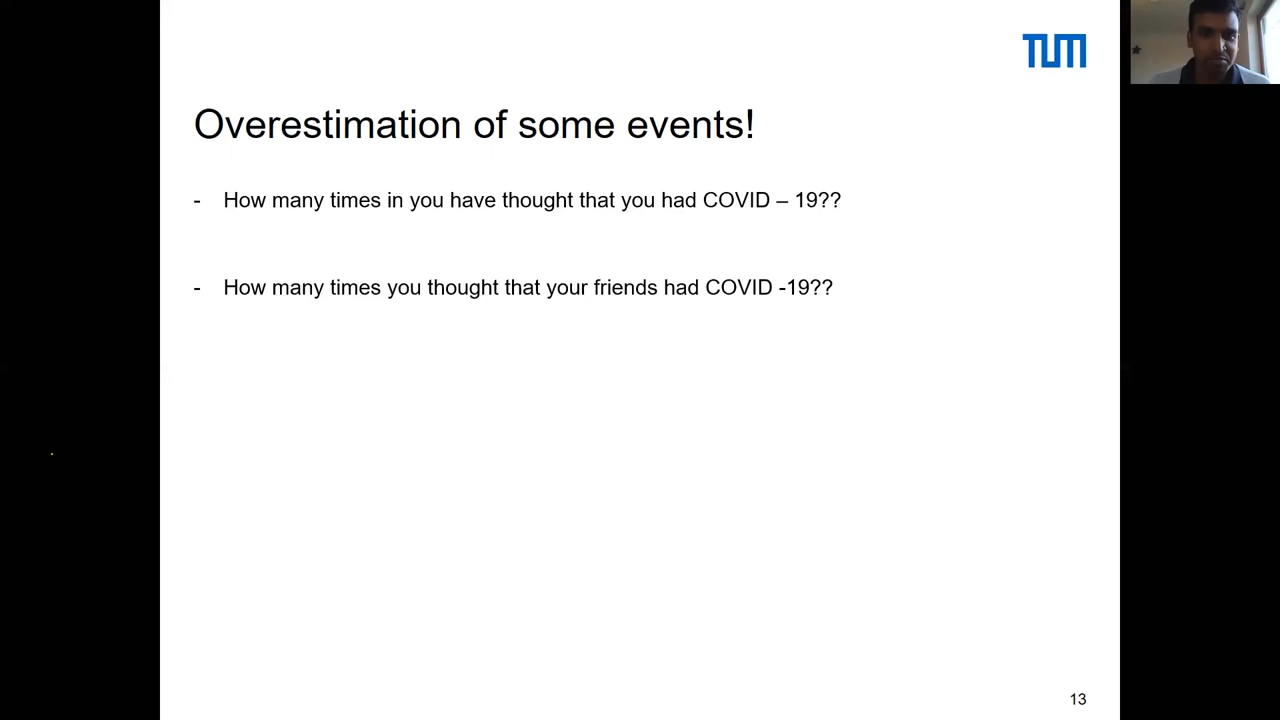 TUM
Overestimation of some events!
- How many times in you have thought that you had COVID – 19??
- How many times you thought that your friends had COVID -19??
13